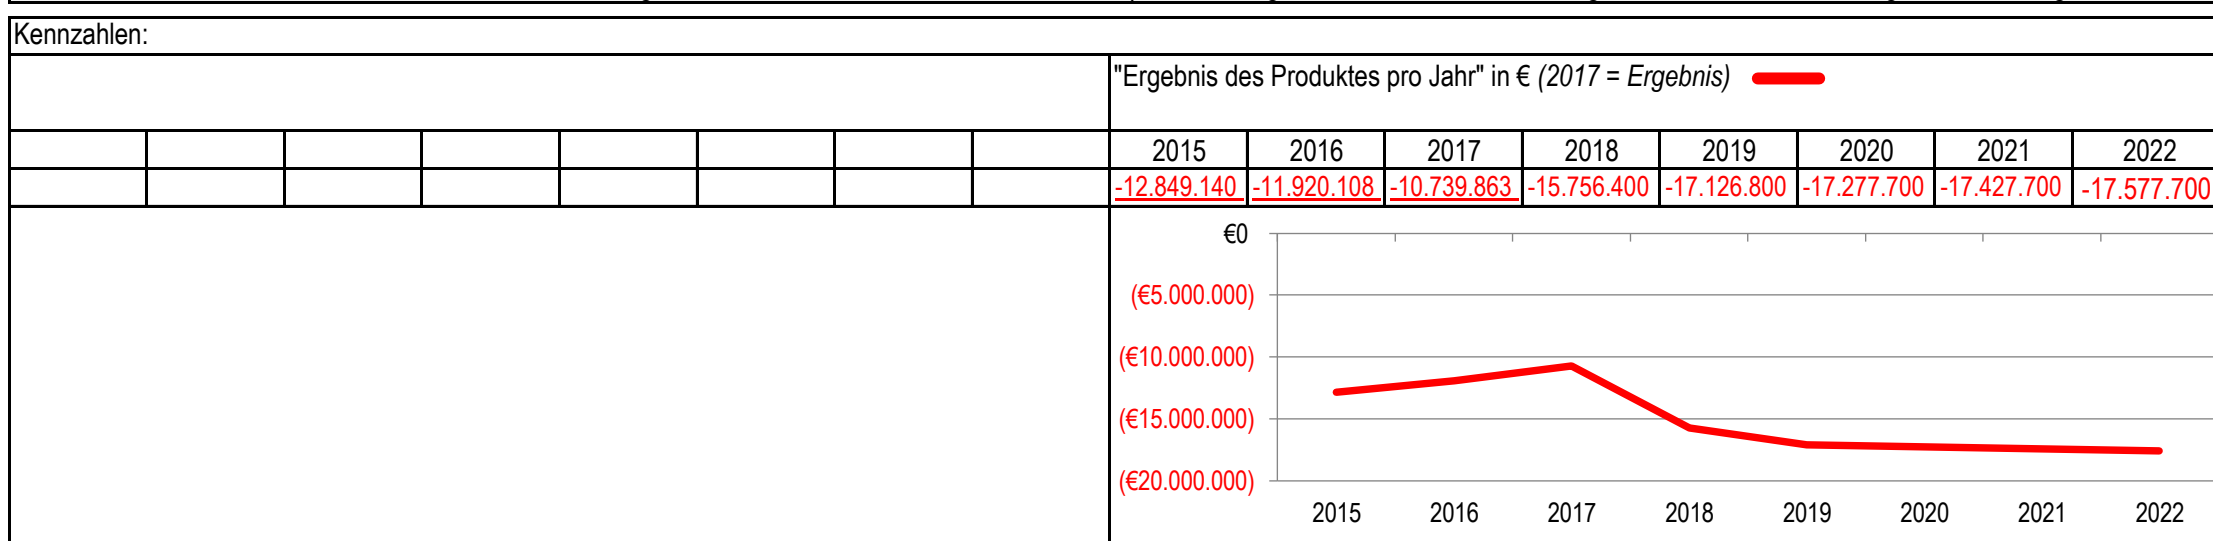 Kennzahlen:
"Ergebnis des Produktes pro Jahr" in € (2017 = Ergebnis)
2015 2016 2017 2018 2019 2020 2021 2022
-12.849.140 -11.920.108 -10.739.863 -15.756.400 -17.126.800 -17.277.700 -17.427.700 -17.577.700
€0
(€5.000.000)
(€10.000.000)
(€15.000.000)
(€20.000.000)
2015 2016 2017 2018 2019 2020 2021 2022